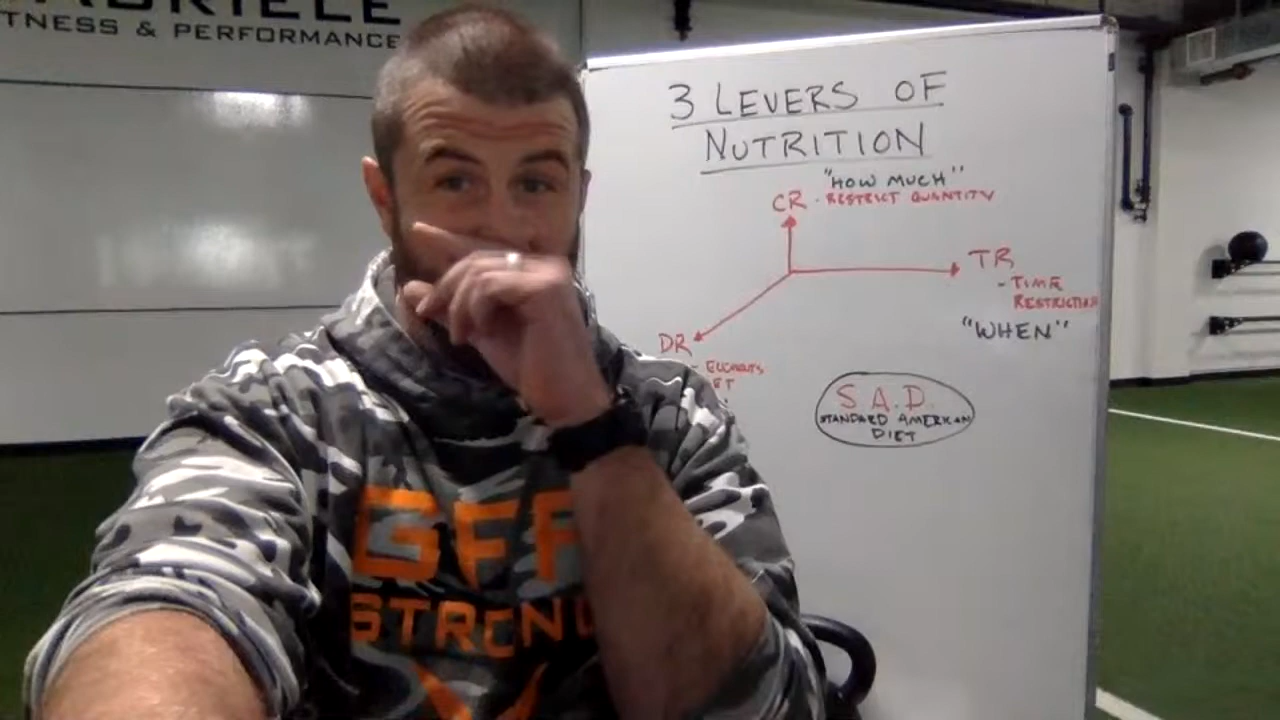 TNESS & PERFORMANCE
3 LEVERS OF
NUTRITION
"HOW MUCH"
CR - RESTRICT QUANTITY
TR
- TIME
RESTRICTION
"WHEN"
DR
S.A.D.
STANDARD AMERICAN
DIET
GFP
STRONG